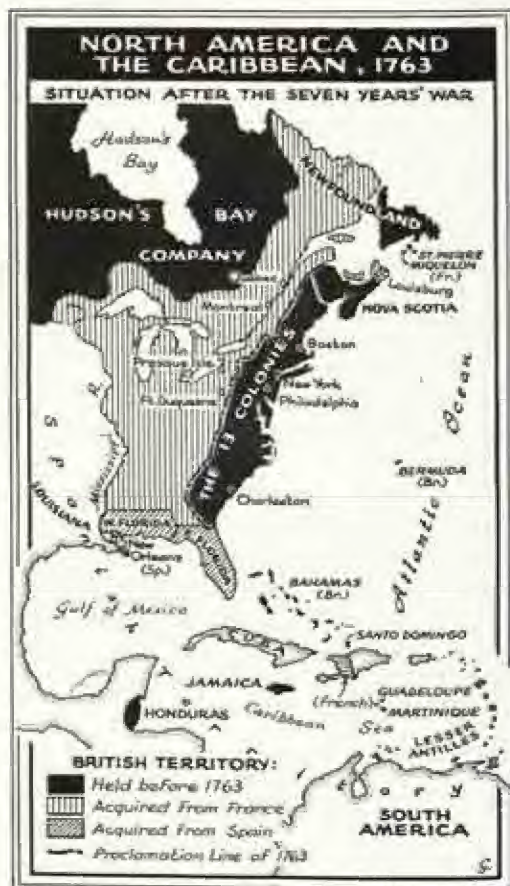 NORTH AMERICA AND
THE CARIBBEAN, 1763
SITUATION AFTER THE SEVEN YEARS' WAR
Hudson's
Bay
NEWFOUNDLAND
HUDSON'S BAY
COMPANY
ST. PIERRE
MIQUELON
(Fr.)
Louisburg
Quebec
Montreal
NOVA SCOTIA
Presque Isle
Boston
Ft. Duquesne
New York
Philadelphia
THE 13 COLONIES
Mississippi R.
Atlantic Ocean
BERMUDA
(Br.)
LOUISIANA
Charleston
W. FLORIDA
FLORIDA
New
Orleans
(Sp.)
BAHAMAS
(Br.)
Gulf of Mexico
CUBA
SANTO DOMINGO
JAMAICA
(French)
GUADELOUPE
MARTINIQUE
HONDURAS
Caribbean Sea
LESSER
ANTILLES
BRITISH TERRITORY:
Held before 1763
Acquired from France
Acquired from Spain
Proclamation Line of 1763
SOUTH
AMERICA